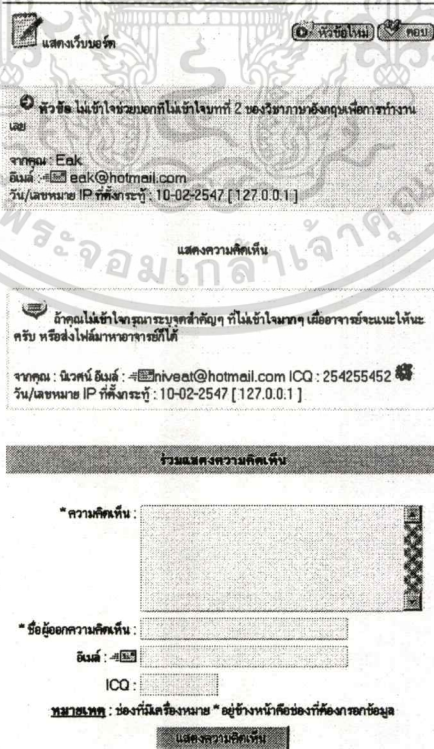 แสดงเว็บบอร์ด
หัวข้อใหม่ ตอบ
หัวข้อ ไม่เข้าใจช่วยบอกทีไม่เข้าใจบทที่ 2 ของวิชาภาษาอังกฤษเพื่อการทำงาน
เลย
จากคุณ : Eak
อีเมล์ : eak@hotmail.com
วัน/เลขหมาย IP ที่ตั้งกระทู้ : 10-02-2547 [ 127.0.0.1 ]
แสดงความคิดเห็น
ถ้าคุณไม่เข้าใจกรุณาระบุจุดสำคัญๆ ที่ไม่เข้าใจมากๆ เผื่ออาจารย์จะแนะให้นะ
ครับ หรือส่งไฟล์มาหาอาจารย์ก็ได้
จากคุณ : นิเวศน์ อีเมล์ : niveat@hotmail.com ICQ : 254255452
วัน/เลขหมาย IP ที่ตั้งกระทู้ : 10-02-2547 [ 127.0.0.1 ]
ร่วมแสดงความคิดเห็น
* ความคิดเห็น :
* ชื่อผู้ออกความคิดเห็น :
อีเมล์ :
ICQ :
หมายเหตุ : ช่องที่มีเครื่องหมาย * อยู่ข้างหน้าคือช่องที่ต้องกรอกข้อมูล
แสดงความคิดเห็น